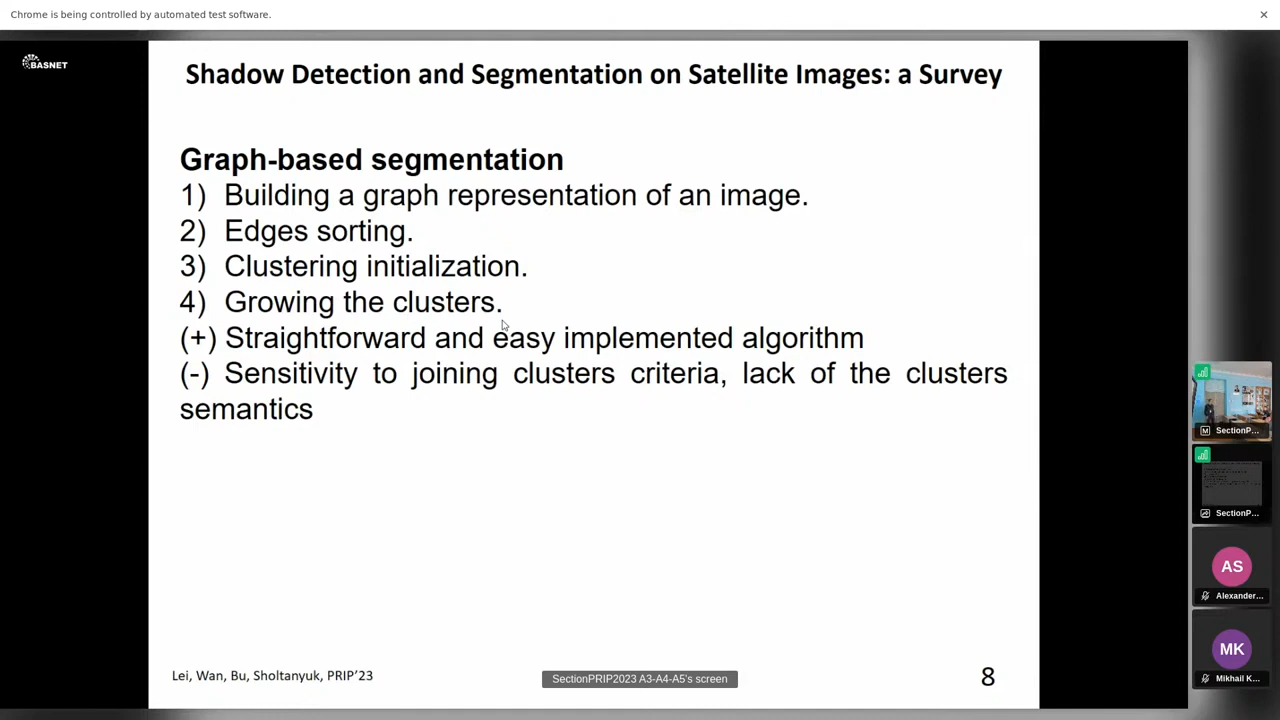 Chrome is being controlled by automated test software.
BASNET
Shadow Detection and Segmentation on Satellite Images: a Survey
Graph-based segmentation
1) Building a graph representation of an image.
2) Edges sorting.
3) Clustering initialization.
4) Growing the clusters.
(+) Straightforward and easy implemented algorithm
(-) Sensitivity to joining clusters criteria, lack of the clusters
semantics
Lei, Wan, Bu, Sholtanyuk, PRIP'23
8
SectionPRIP2023 A3-A4-A5's screen
M SectionP...
SectionP...
AS
Alexander...
MK
Mikhail K...